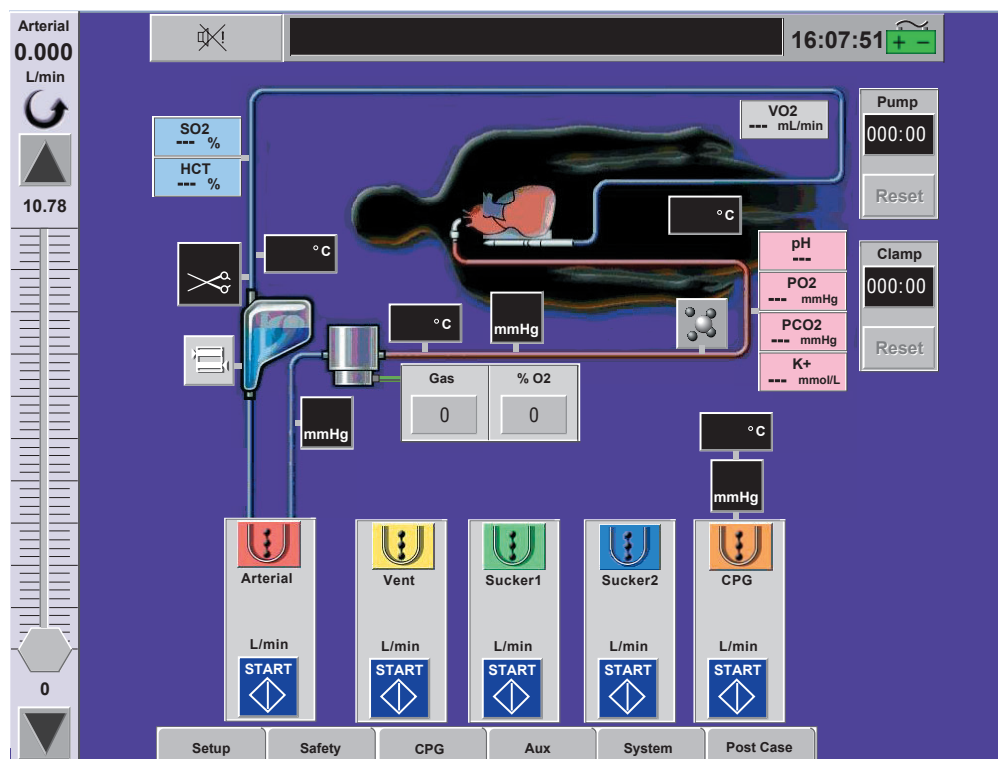 Arterial
0.000
L/min
10.78
0
16:07:51
+ −
SO2
--- %
HCT
--- %
VO2
--- mL/min
Pump
000:00
Reset
°C
°C
pH
---
PO2
--- mmHg
PCO2
--- mmHg
K+
--- mmol/L
Clamp
000:00
Reset
°C
mmHg
Gas
% O2
0
0
mmHg
°C
mmHg
Arterial
L/min
START
Vent
L/min
START
Sucker1
L/min
START
Sucker2
L/min
START
CPG
L/min
START
Setup
Safety
CPG
Aux
System
Post Case